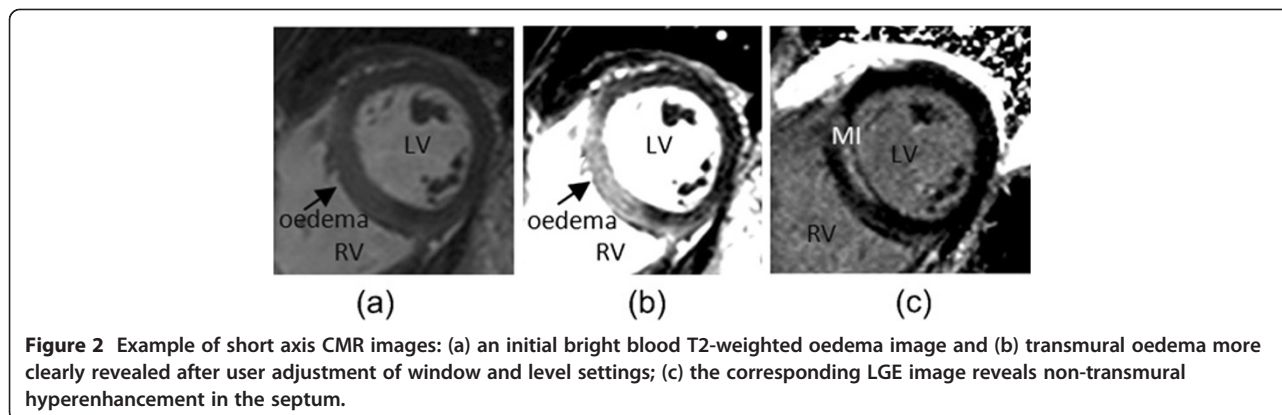 LV
oedema
RV
(a)
LV
oedema
RV
(b)
MI
LV
RV
(c)
Figure 2 Example of short axis CMR images: (a) an initial bright blood T2-weighted oedema image and (b) transmural oedema more
clearly revealed after user adjustment of window and level settings; (c) the corresponding LGE image reveals non-transmural
hyperenhancement in the septum.